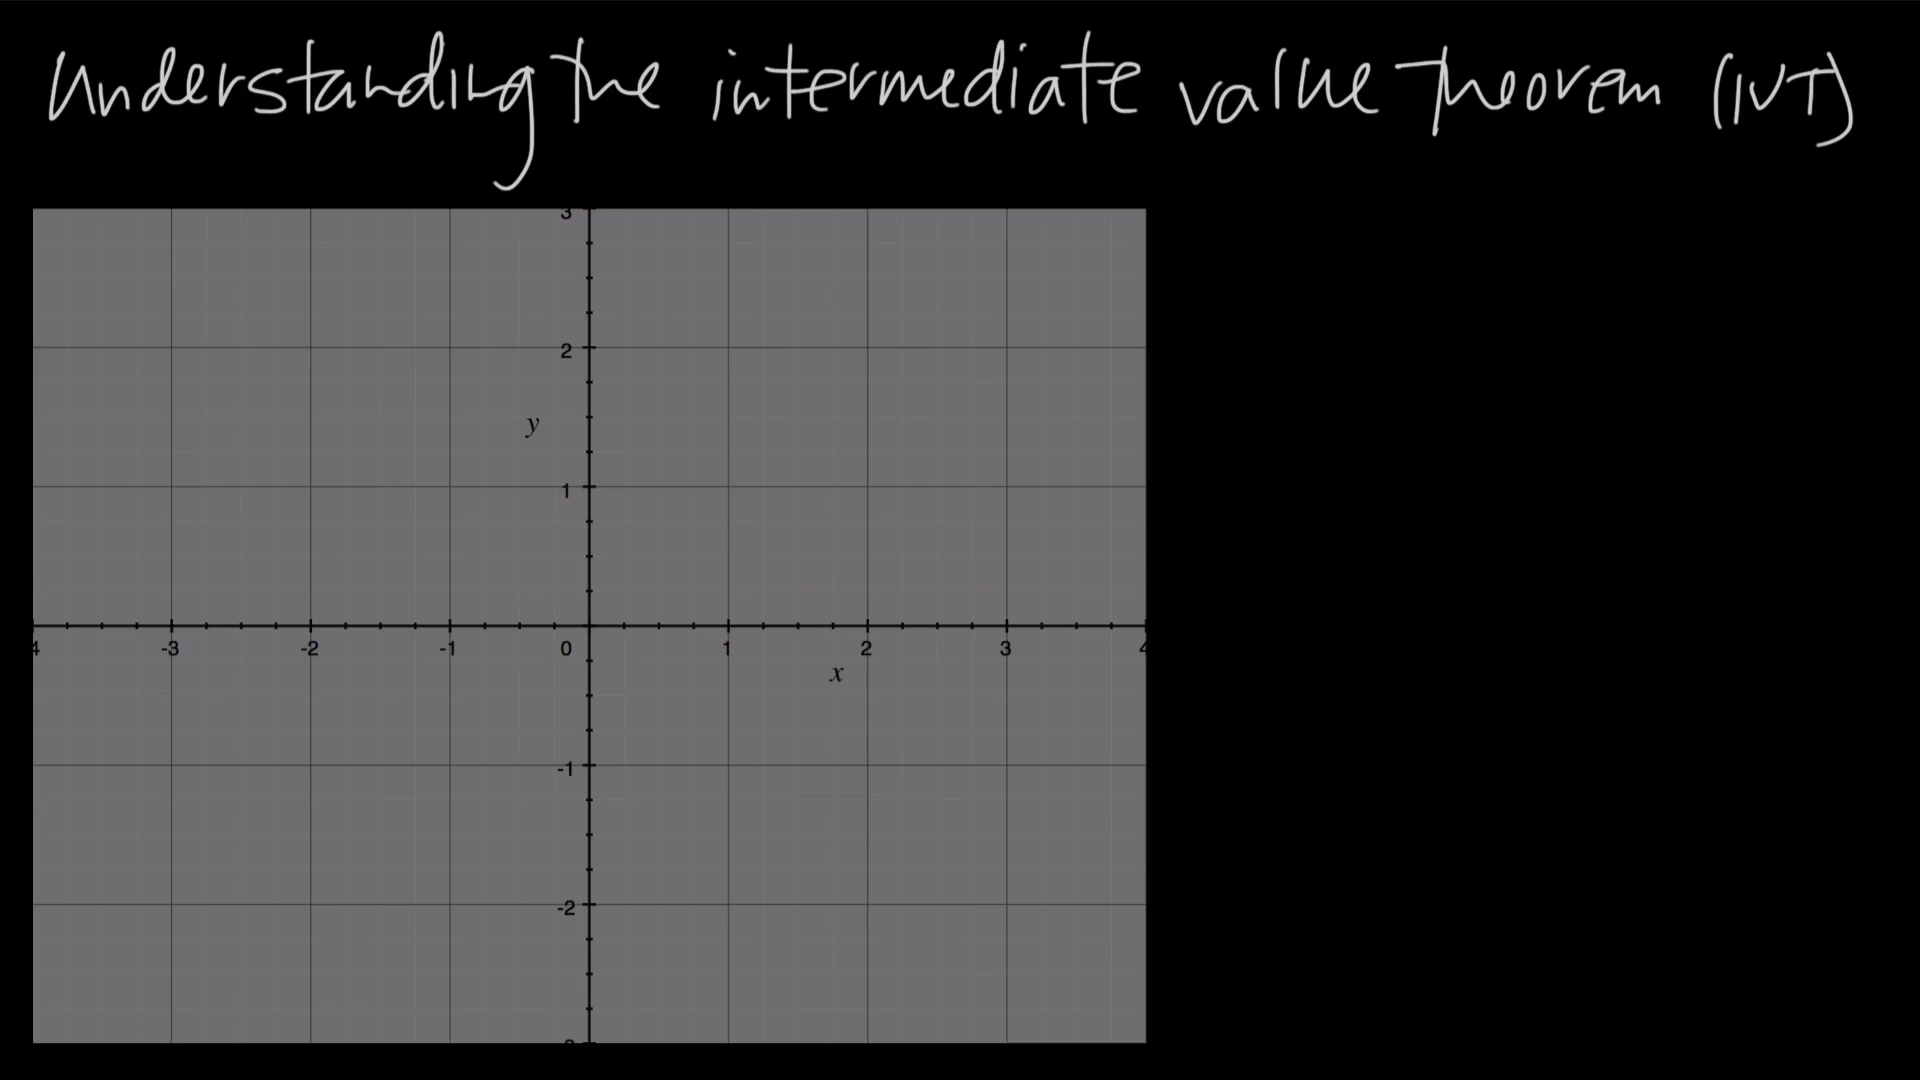 Understanding the intermediate value theorem (IVT)
3
2
y
1
4 -3 -2 -1 0 1 2 3 4
x
-1
-2